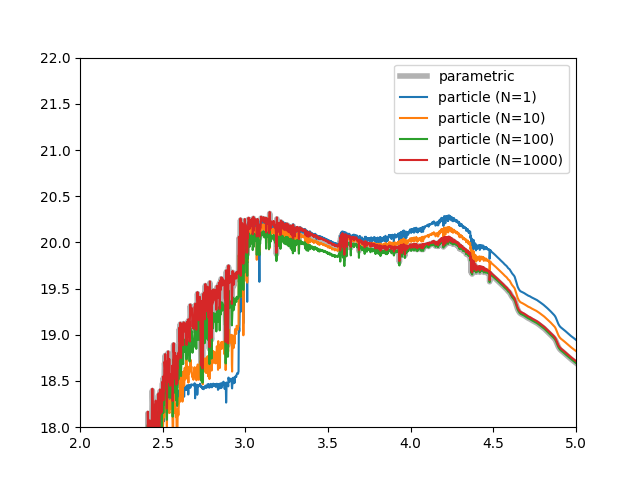 22.0
21.5
21.0
20.5
20.0
19.5
19.0
18.5
18.0
2.0 2.5 3.0 3.5 4.0 4.5 5.0
parametric
particle (N=1)
particle (N=10)
particle (N=100)
particle (N=1000)